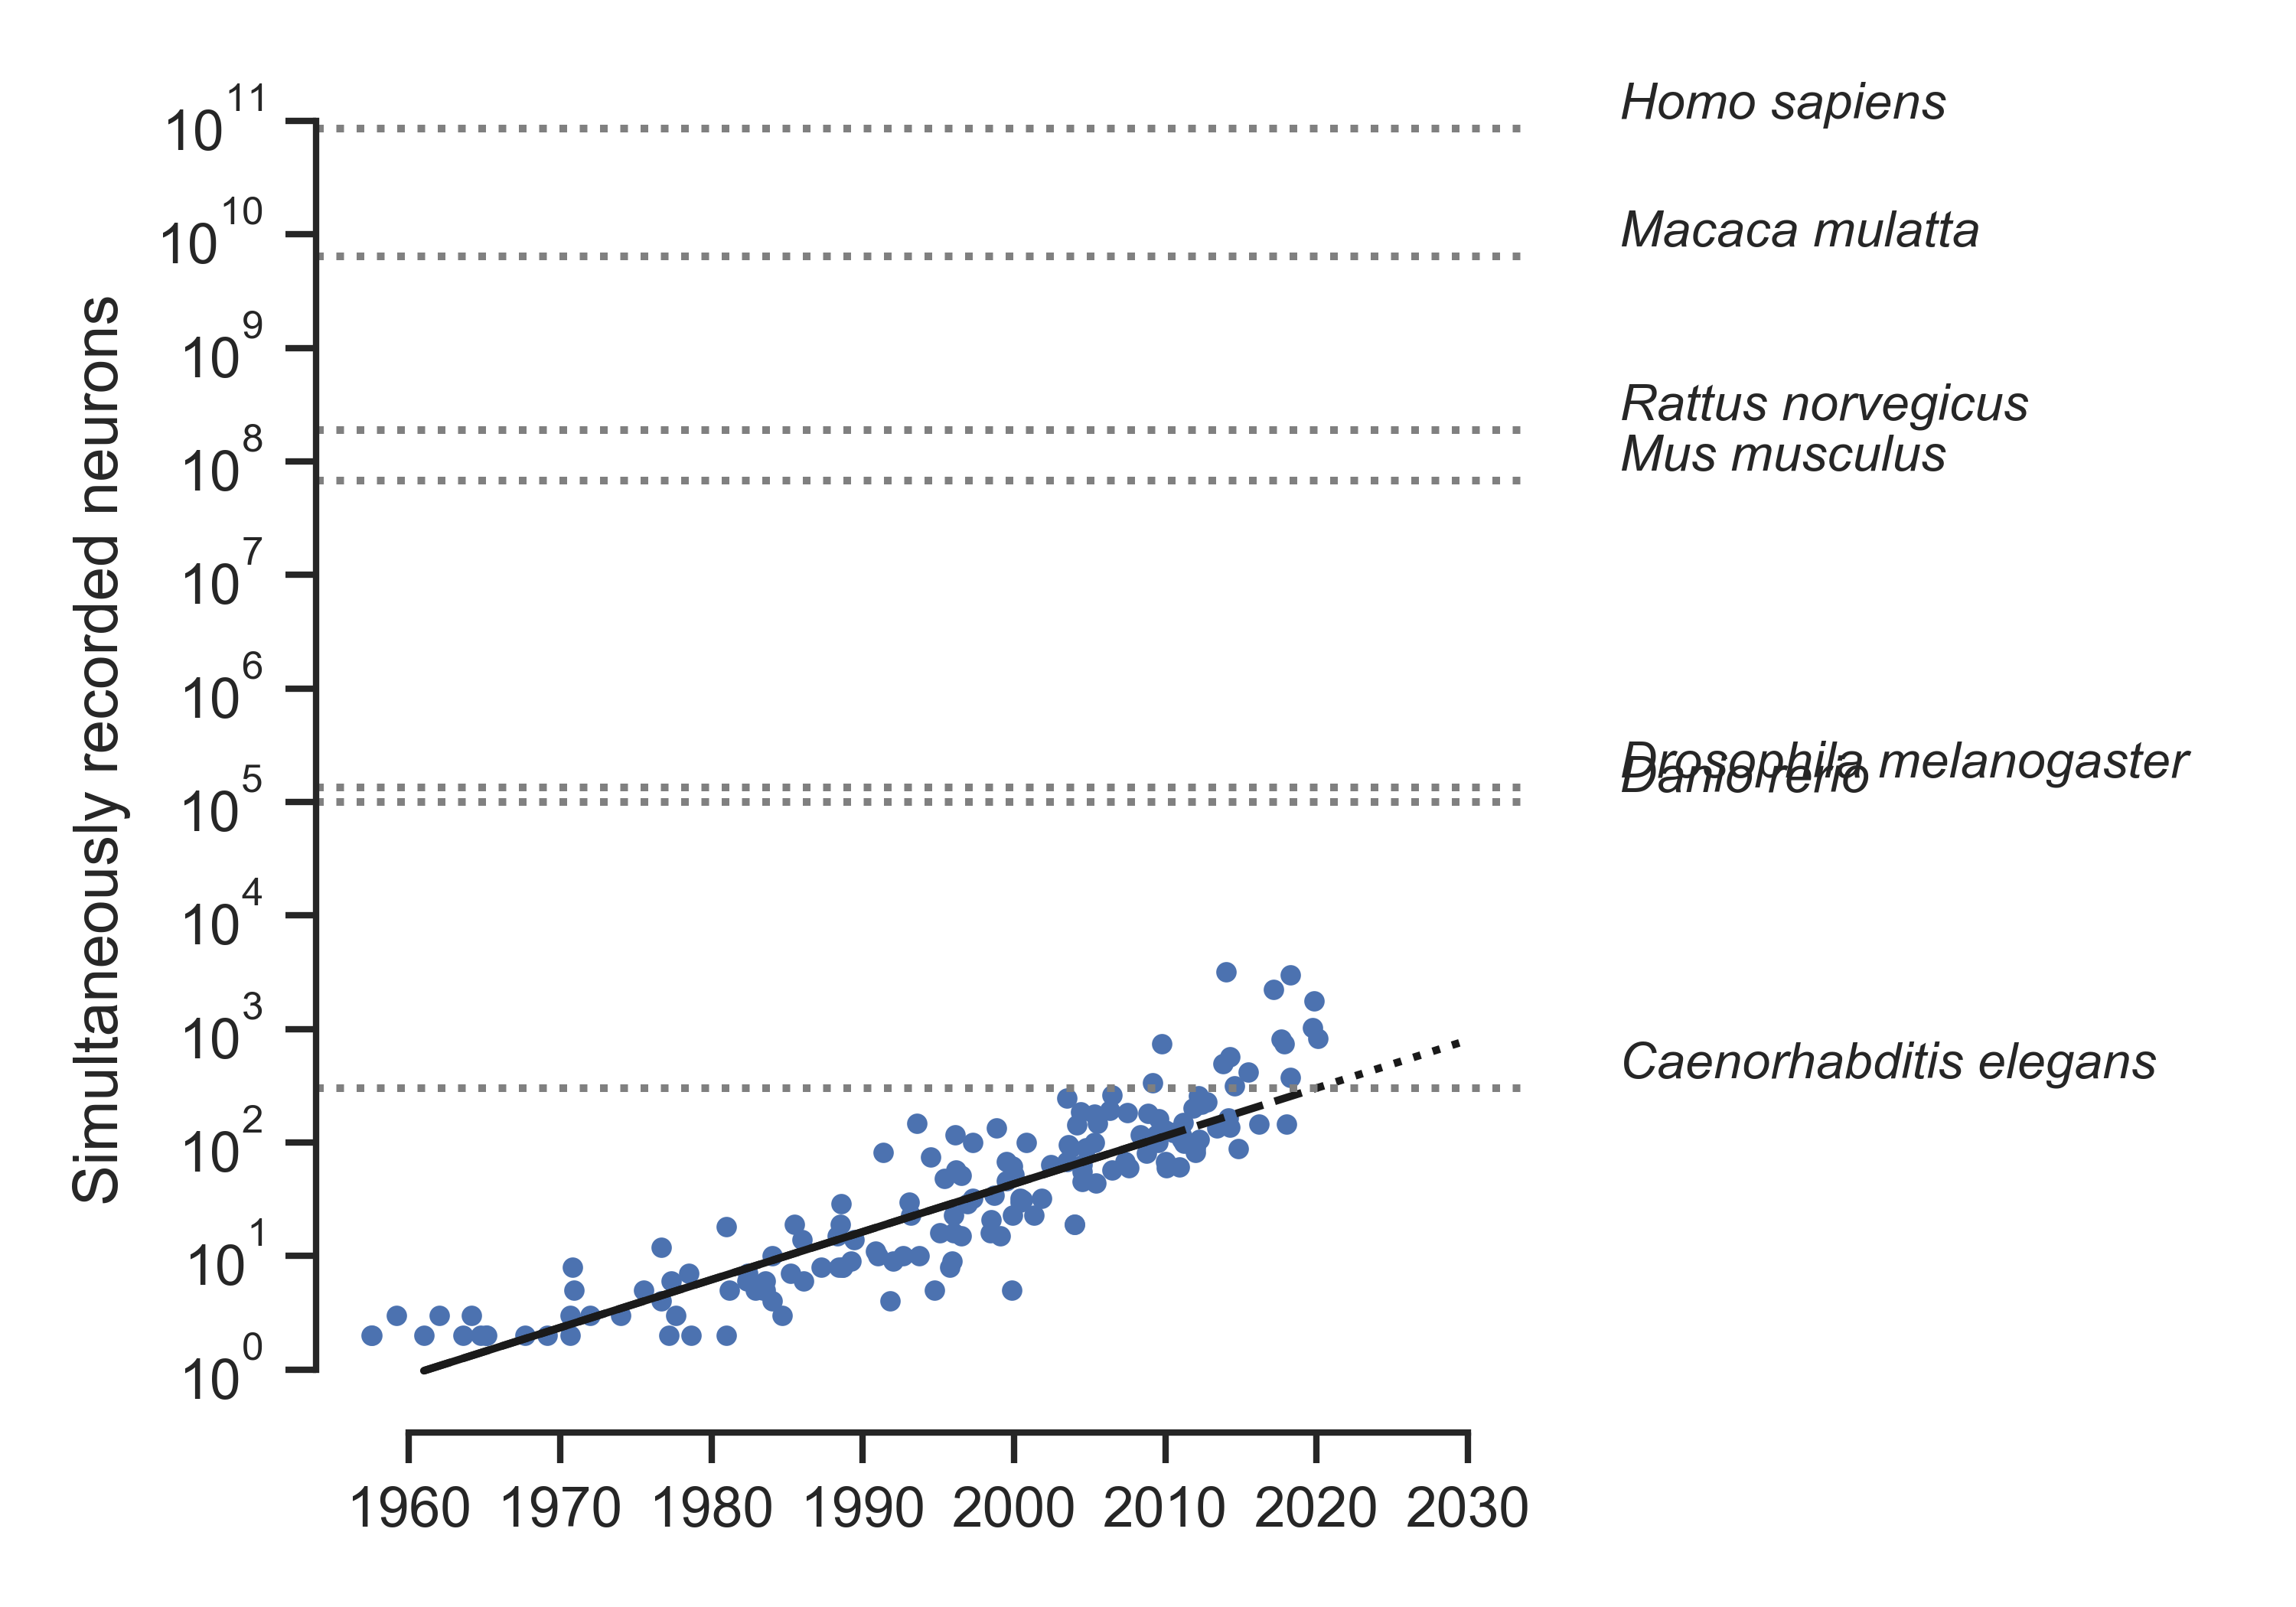 Simultaneously recorded neurons
10^11
10^10
10^9
10^8
10^7
10^6
10^5
10^4
10^3
10^2
10^1
10^0
Homo sapiens
Macaca mulatta
Rattus norvegicus
Mus musculus
Drosophila melanogaster
Danio rerio
Caenorhabditis elegans
1960 1970 1980 1990 2000 2010 2020 2030